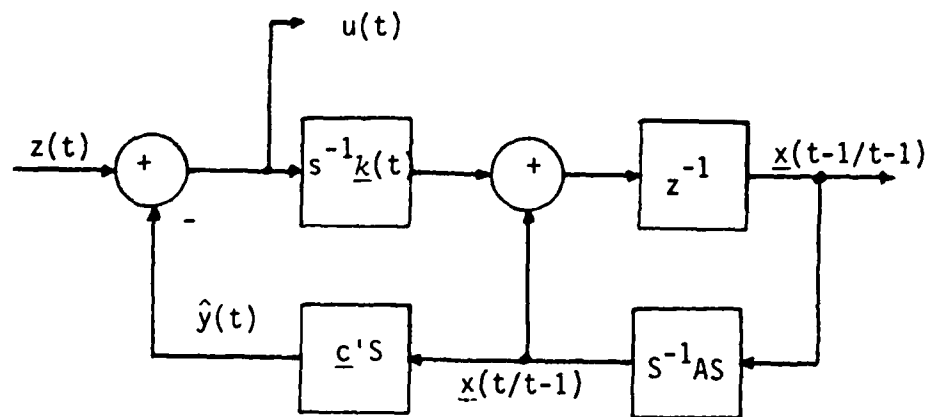 u(t)
z(t)
+
s⁻¹k̲(t
+
z⁻¹
x̲(t-1/t-1)
-
ŷ(t)
c̲'S
x̲(t/t-1)
S⁻¹AS